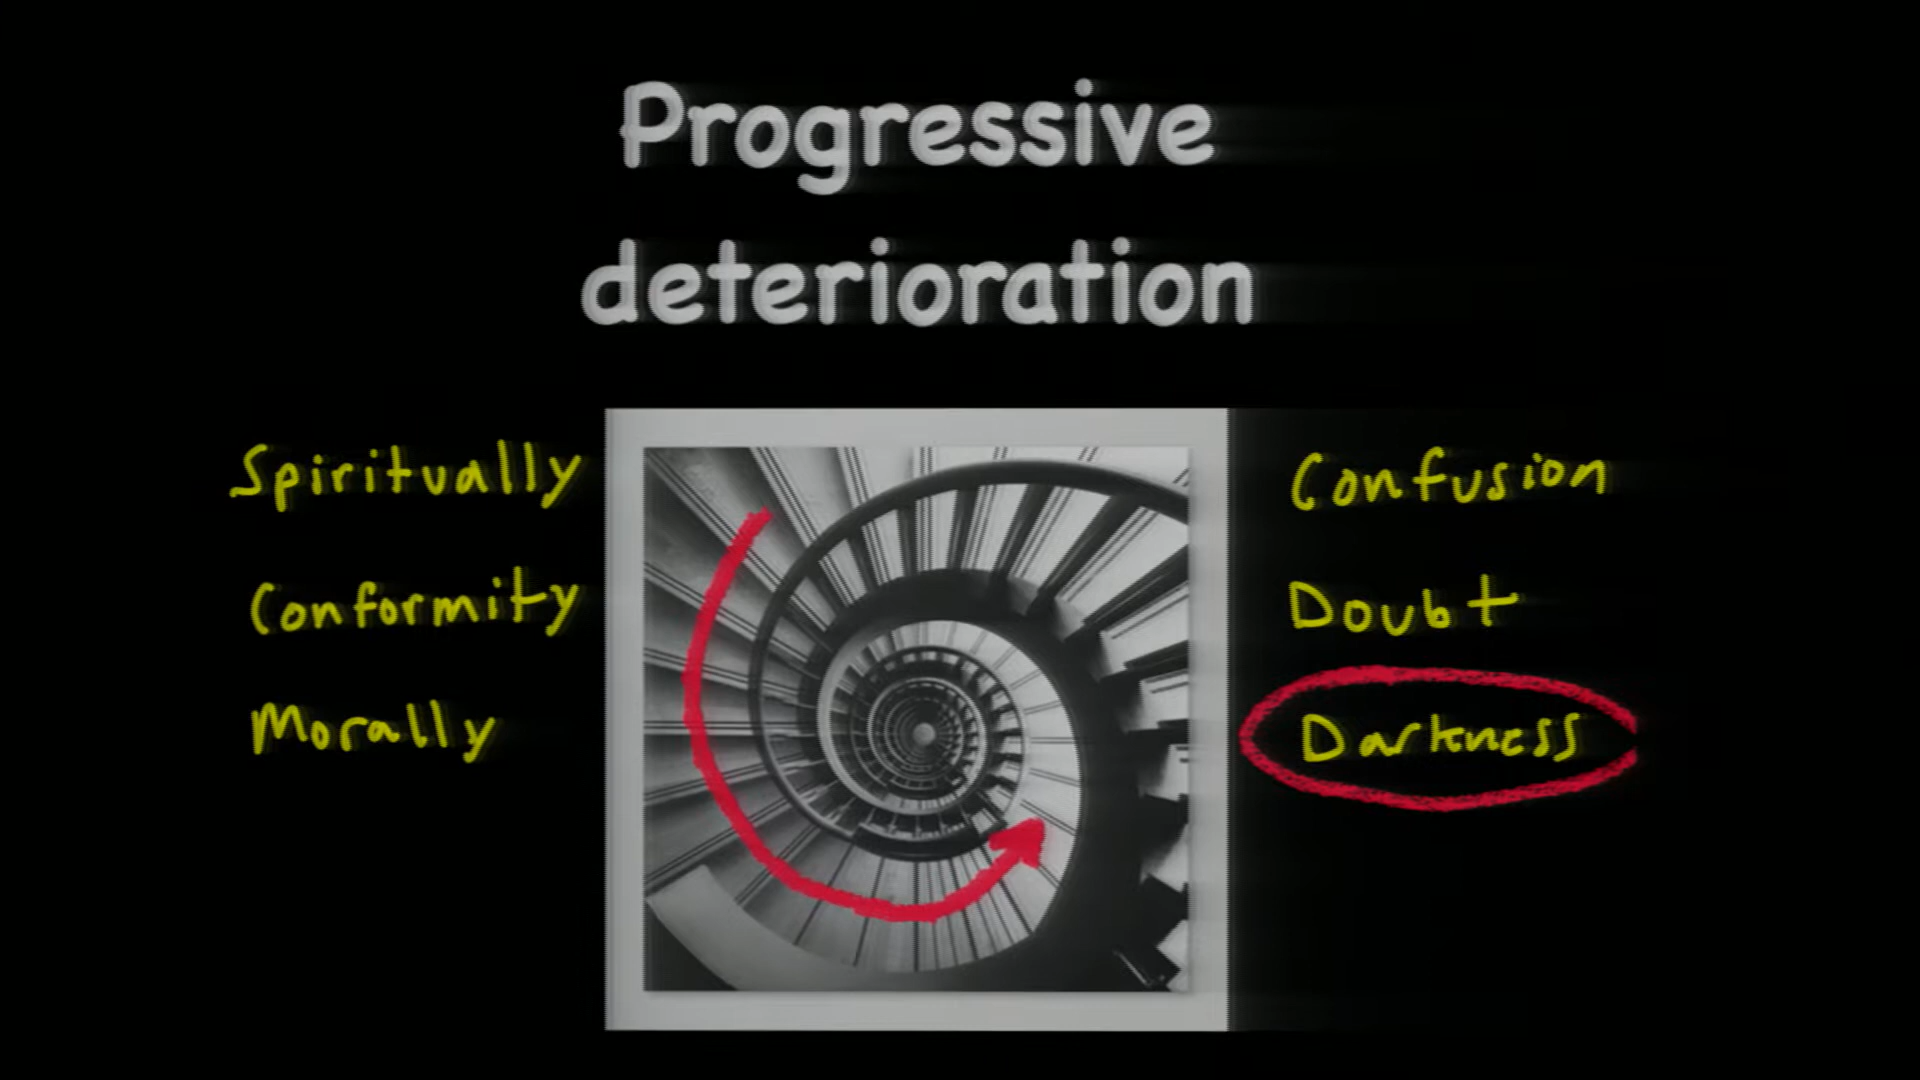 Progressive
deterioration
Spiritually
Conformity
Morally
Confusion
Doubt
Darkness